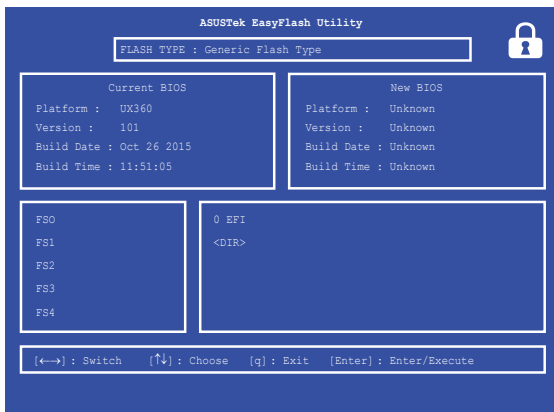 ASUSTek EasyFlash Utility
FLASH TYPE : Generic Flash Type
Current BIOS
Platform : UX360
Version : 101
Build Date : Oct 26 2015
Build Time : 11:51:05
New BIOS
Platform : Unknown
Version : Unknown
Build Date : Unknown
Build Time : Unknown
FS0
FS1
FS2
FS3
FS4
0 EFI
<DIR>
[←→] : Switch [↑↓] : Choose [q] : Exit [Enter] : Enter/Execute